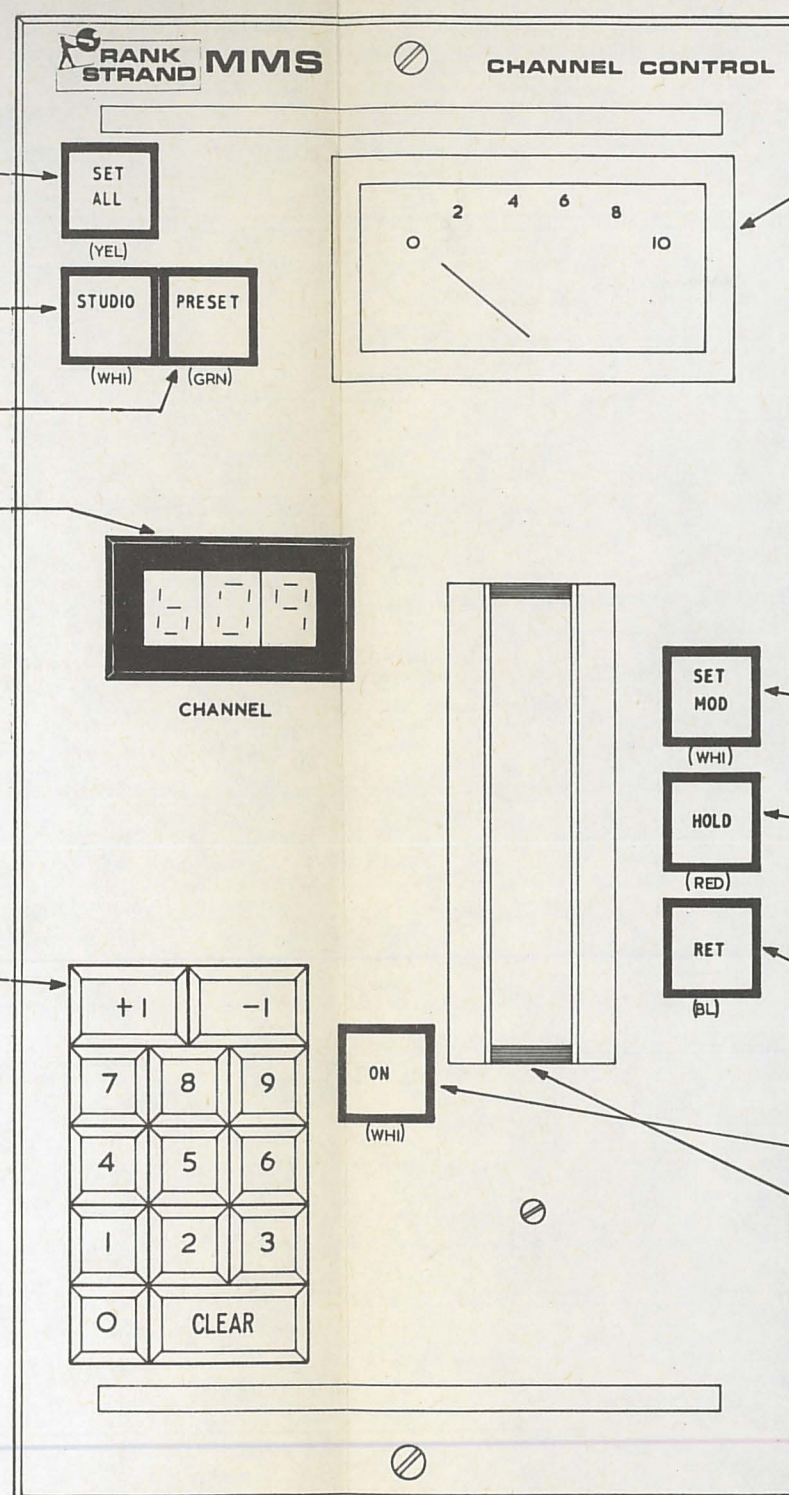 RANK
STRAND MMS CHANNEL CONTROL
SET
ALL
(YEL)
STUDIO PRESET
(WHI) (GRN)
0 2 4 6 8 10
609
CHANNEL
SET
MOD
(WHI)
HOLD
(RED)
RET
(BL)
+1 -1
7 8 9
4 5 6
1 2 3
0 CLEAR
ON
(WHI)